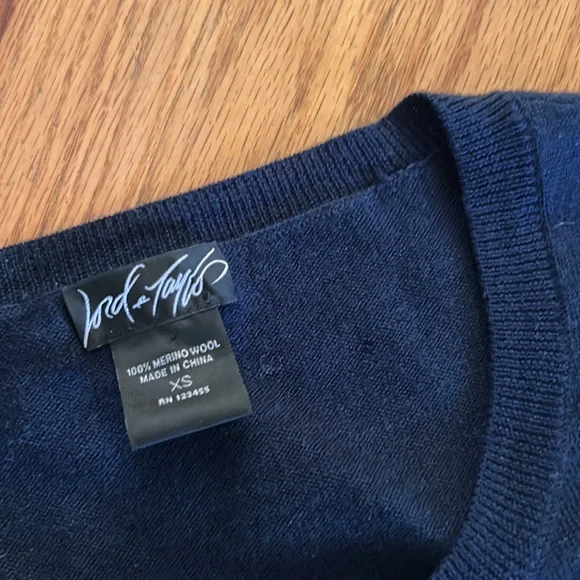 Lord & Taylor
100% MERINO WOOL
MADE IN CHINA
XS
RN 123455